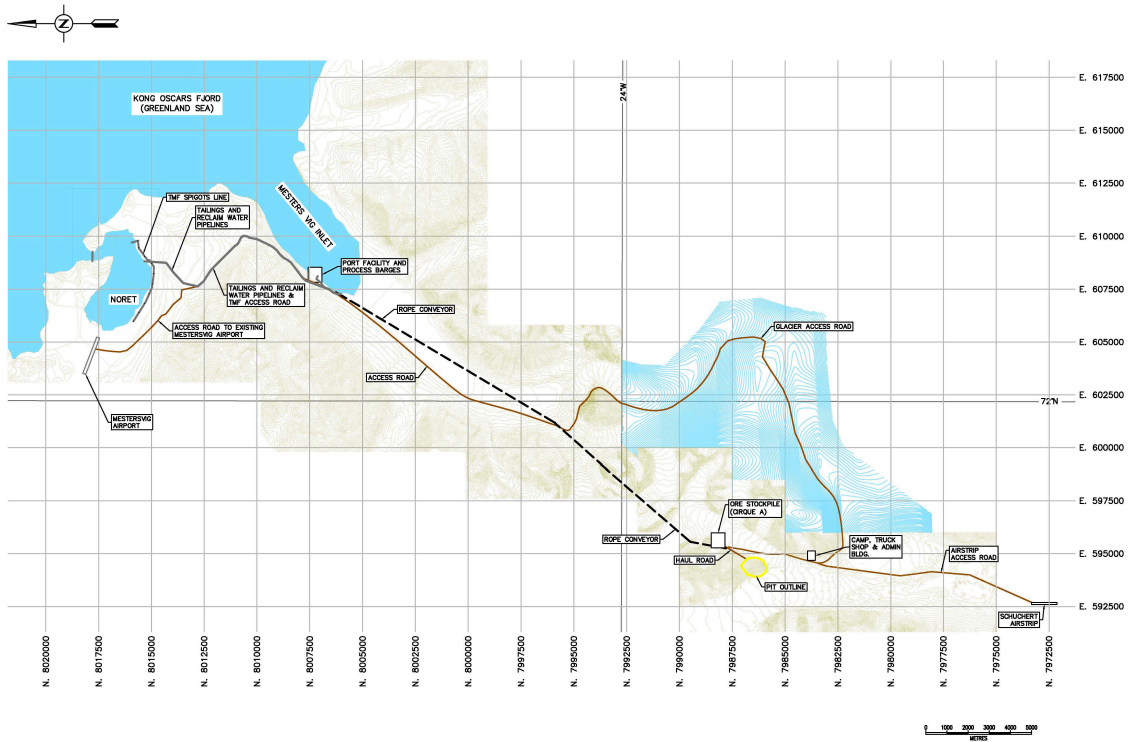 Z
KONG OSCARS FJORD
(GREENLAND SEA)
24°W
E. 617500
E. 615000
E. 612500
E. 610000
E. 607500
E. 605000
E. 602500
E. 600000
E. 597500
E. 595000
E. 592500
TMF SPIGOTS LINE
TAILINGS AND
RECLAIM WATER
PIPELINES
MESTERS VIG INLET
PORT FACILITY AND
PROCESS BARGES
NORET
TAILINGS AND RECLAIM
WATER PIPELINES &
TMF ACCESS ROAD
ROPE CONVEYOR
ACCESS ROAD TO EXISTING
MESTERSVIG AIRPORT
GLACIER ACCESS ROAD
ACCESS ROAD
72°N
MESTERSVIG
AIRPORT
ORE STOCKPILE
(CIRQUE A)
ROPE CONVEYOR
HAUL ROAD
CAMP, TRUCK
SHOP & ADMIN
BLDG.
AIRSTRIP
ACCESS ROAD
PIT OUTLINE
SCHUCHERT
AIRSTRIP
N. 8020000
N. 8017500
N. 8015000
N. 8012500
N. 8010000
N. 8007500
N. 8005000
N. 8002500
N. 8000000
N. 7997500
N. 7995000
N. 7992500
N. 7990000
N. 7987500
N. 7985000
N. 7982500
N. 7980000
N. 7977500
N. 7975000
N. 7972500
0 1000 2000 3000 4000 5000
METRES